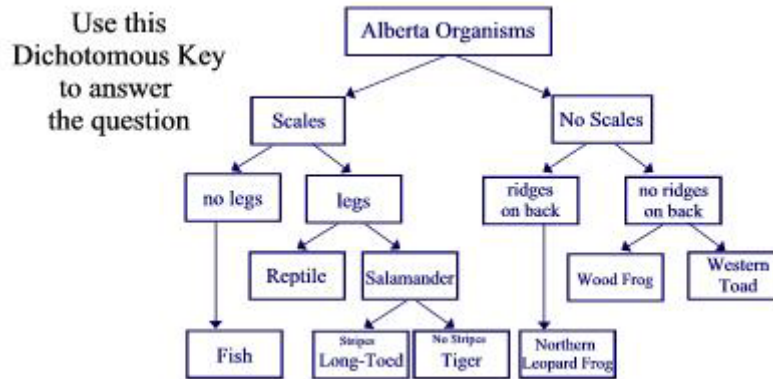 Use this
Dichotomous Key
to answer
the question
Alberta Organisms
Scales
No Scales
no legs
legs
ridges
on back
no ridges
on back
Reptile
Salamander
Wood Frog
Western
Toad
Fish
Stripes
Long-Toed
No Stripes
Tiger
Northern
Leopard Frog